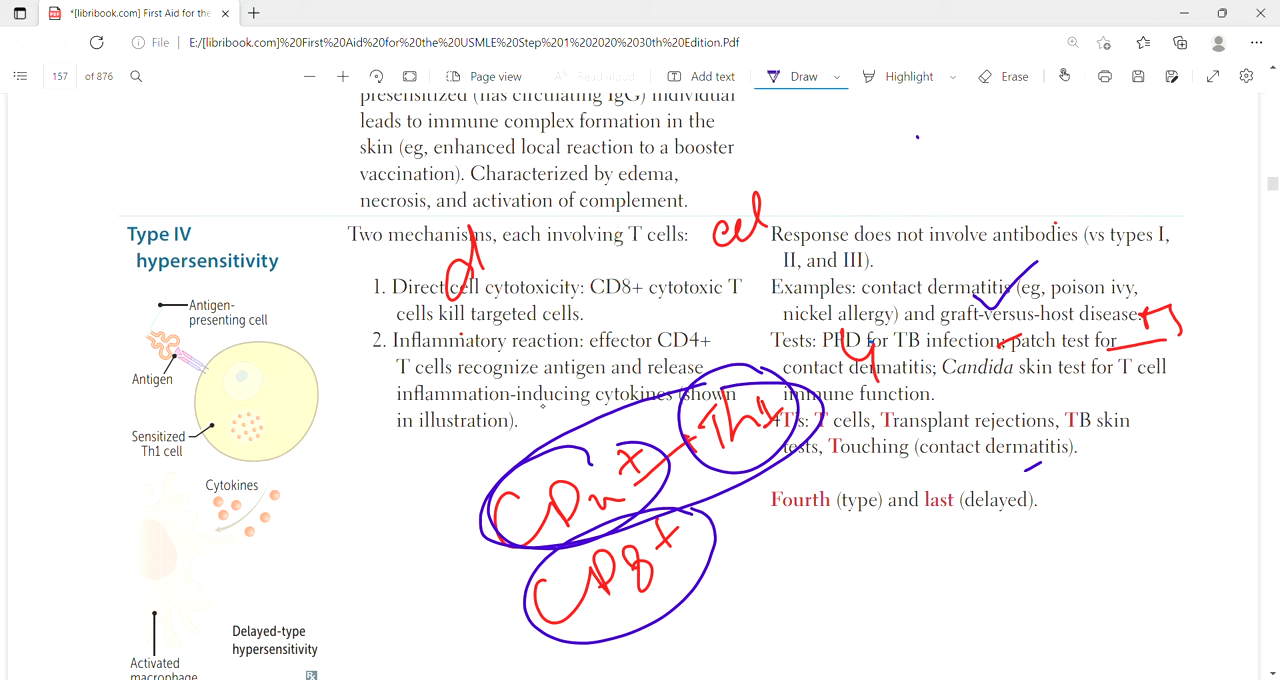 *[libribook.com] First Aid for the
File
E:/[libribook.com]%20First%20Aid%20for%20the%20USMLE%20Step%201%202020%2030th%20Edition.Pdf
157 of 876
Page view
Read aloud
Add text
Draw
Highlight
Erase
presensitized (has circulating IgG) individual
leads to immune complex formation in the
skin (eg, enhanced local reaction to a booster
vaccination). Characterized by edema,
necrosis, and activation of complement.
Type IV
hypersensitivity
Antigen-
presenting cell
Antigen
Sensitized
Th1 cell
Cytokines
Delayed-type
hypersensitivity
Activated
macrophage
Two mechanisms, each involving T cells:
1. Direct cell cytotoxicity: CD8+ cytotoxic T
cells kill targeted cells.
2. Inflammatory reaction: effector CD4+
T cells recognize antigen and release
inflammation-inducing cytokines (shown
in illustration).
cel
Th1
CD8+
Response does not involve antibodies (vs types I,
II, and III).
Examples: contact dermatitis (eg, poison ivy,
nickel allergy) and graft-versus-host disease.
Tests: PPD for TB infection; patch test for
contact dermatitis; Candida skin test for T cell
immune function.
4T's: T cells, Transplant rejections, TB skin
tests, Touching (contact dermatitis).
Fourth (type) and last (delayed).